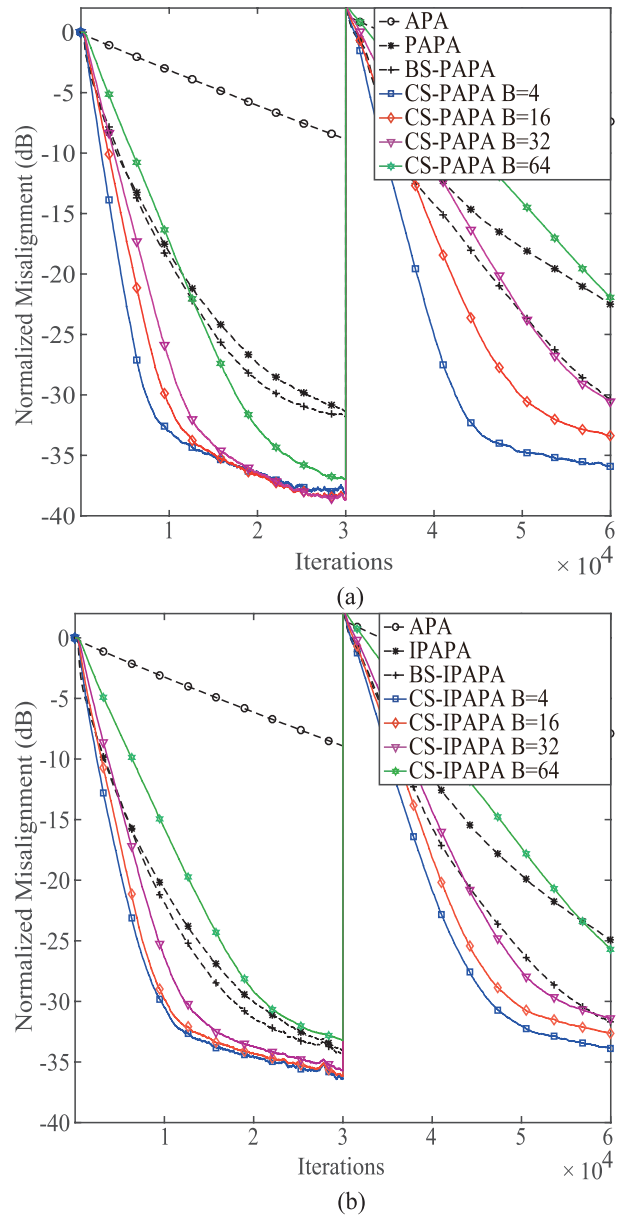 0
-5
-10
-15
-20
-25
-30
-35
-40
Normalized Misalignment (dB)
APA
PAPA
BS-PAPA
CS-PAPA B=4
CS-PAPA B=16
CS-PAPA B=32
CS-PAPA B=64
1 2 3 4 5 6
Iterations
× 10^4
(a)
0
-5
-10
-15
-20
-25
-30
-35
-40
Normalized Misalignment (dB)
APA
IPAPA
BS-IPAPA
CS-IPAPA B=4
CS-IPAPA B=16
CS-IPAPA B=32
CS-IPAPA B=64
1 2 3 4 5 6
Iterations
× 10^4
(b)